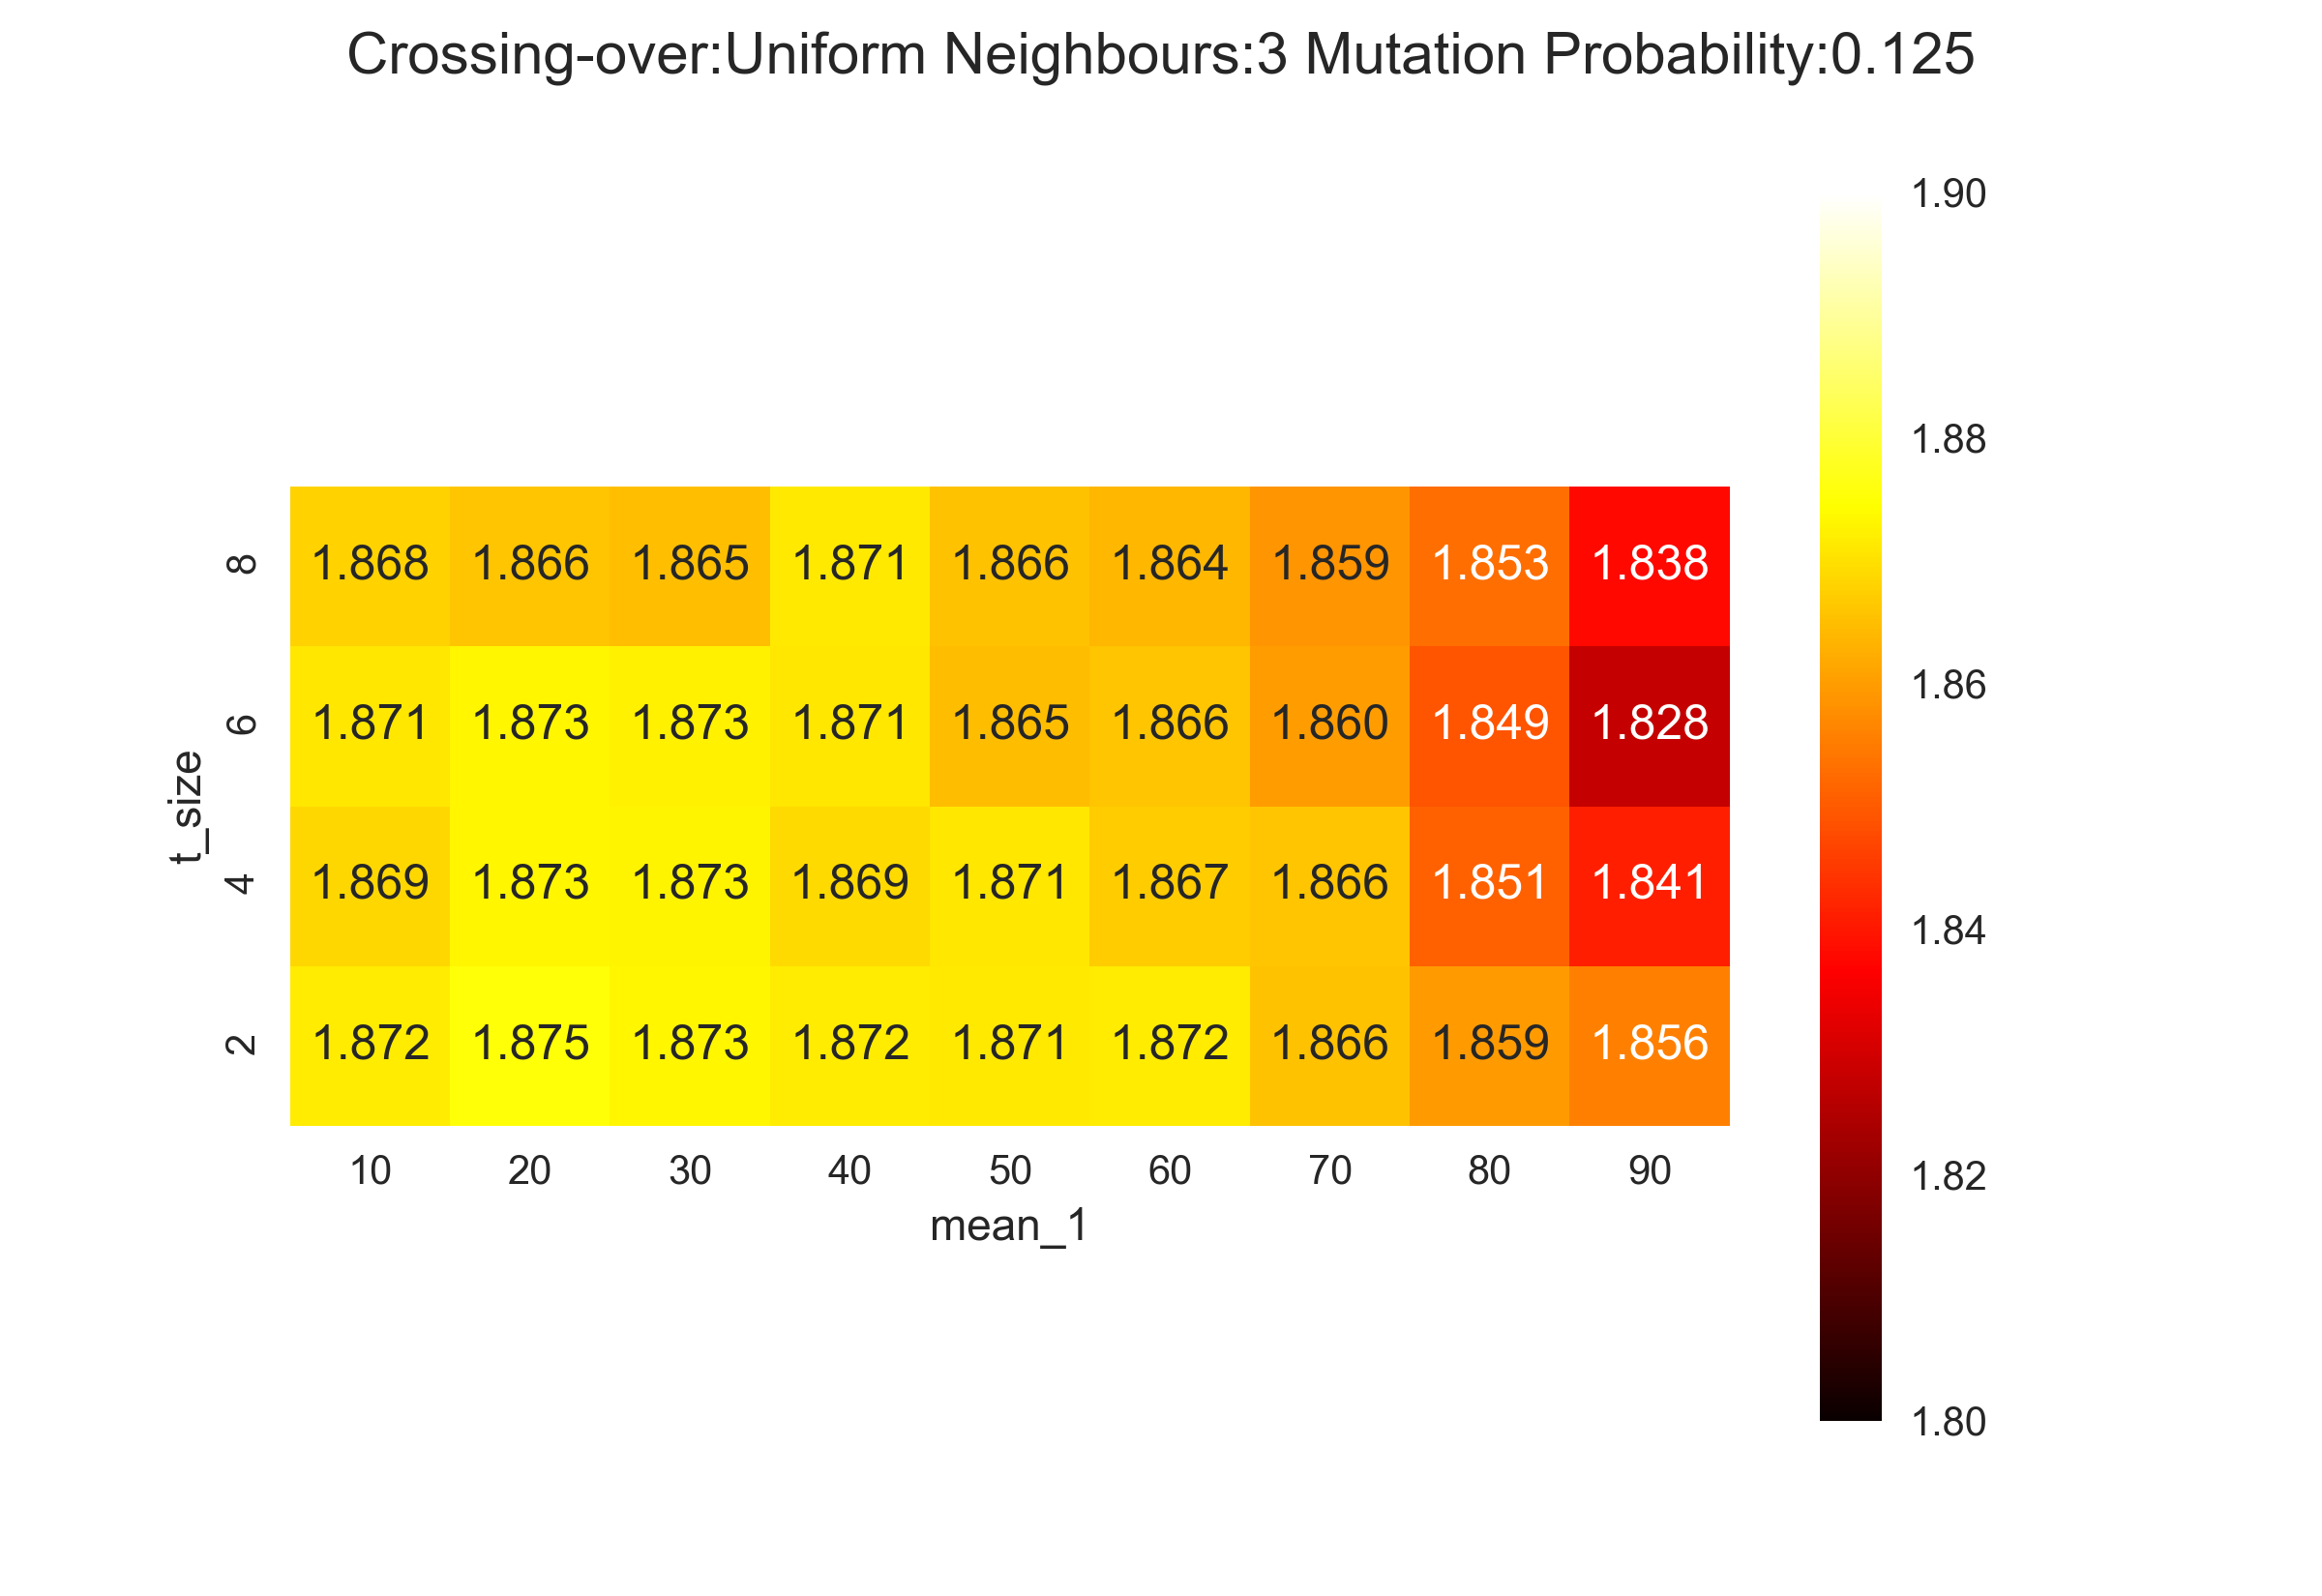 Crossing-over:Uniform Neighbours:3 Mutation Probability:0.125
t_size
8 1.868 1.866 1.865 1.871 1.866 1.864 1.859 1.853 1.838
6 1.871 1.873 1.873 1.871 1.865 1.866 1.860 1.849 1.828
4 1.869 1.873 1.873 1.869 1.871 1.867 1.866 1.851 1.841
2 1.872 1.875 1.873 1.872 1.871 1.872 1.866 1.859 1.856
10 20 30 40 50 60 70 80 90
mean_1
1.90
1.88
1.86
1.84
1.82
1.80